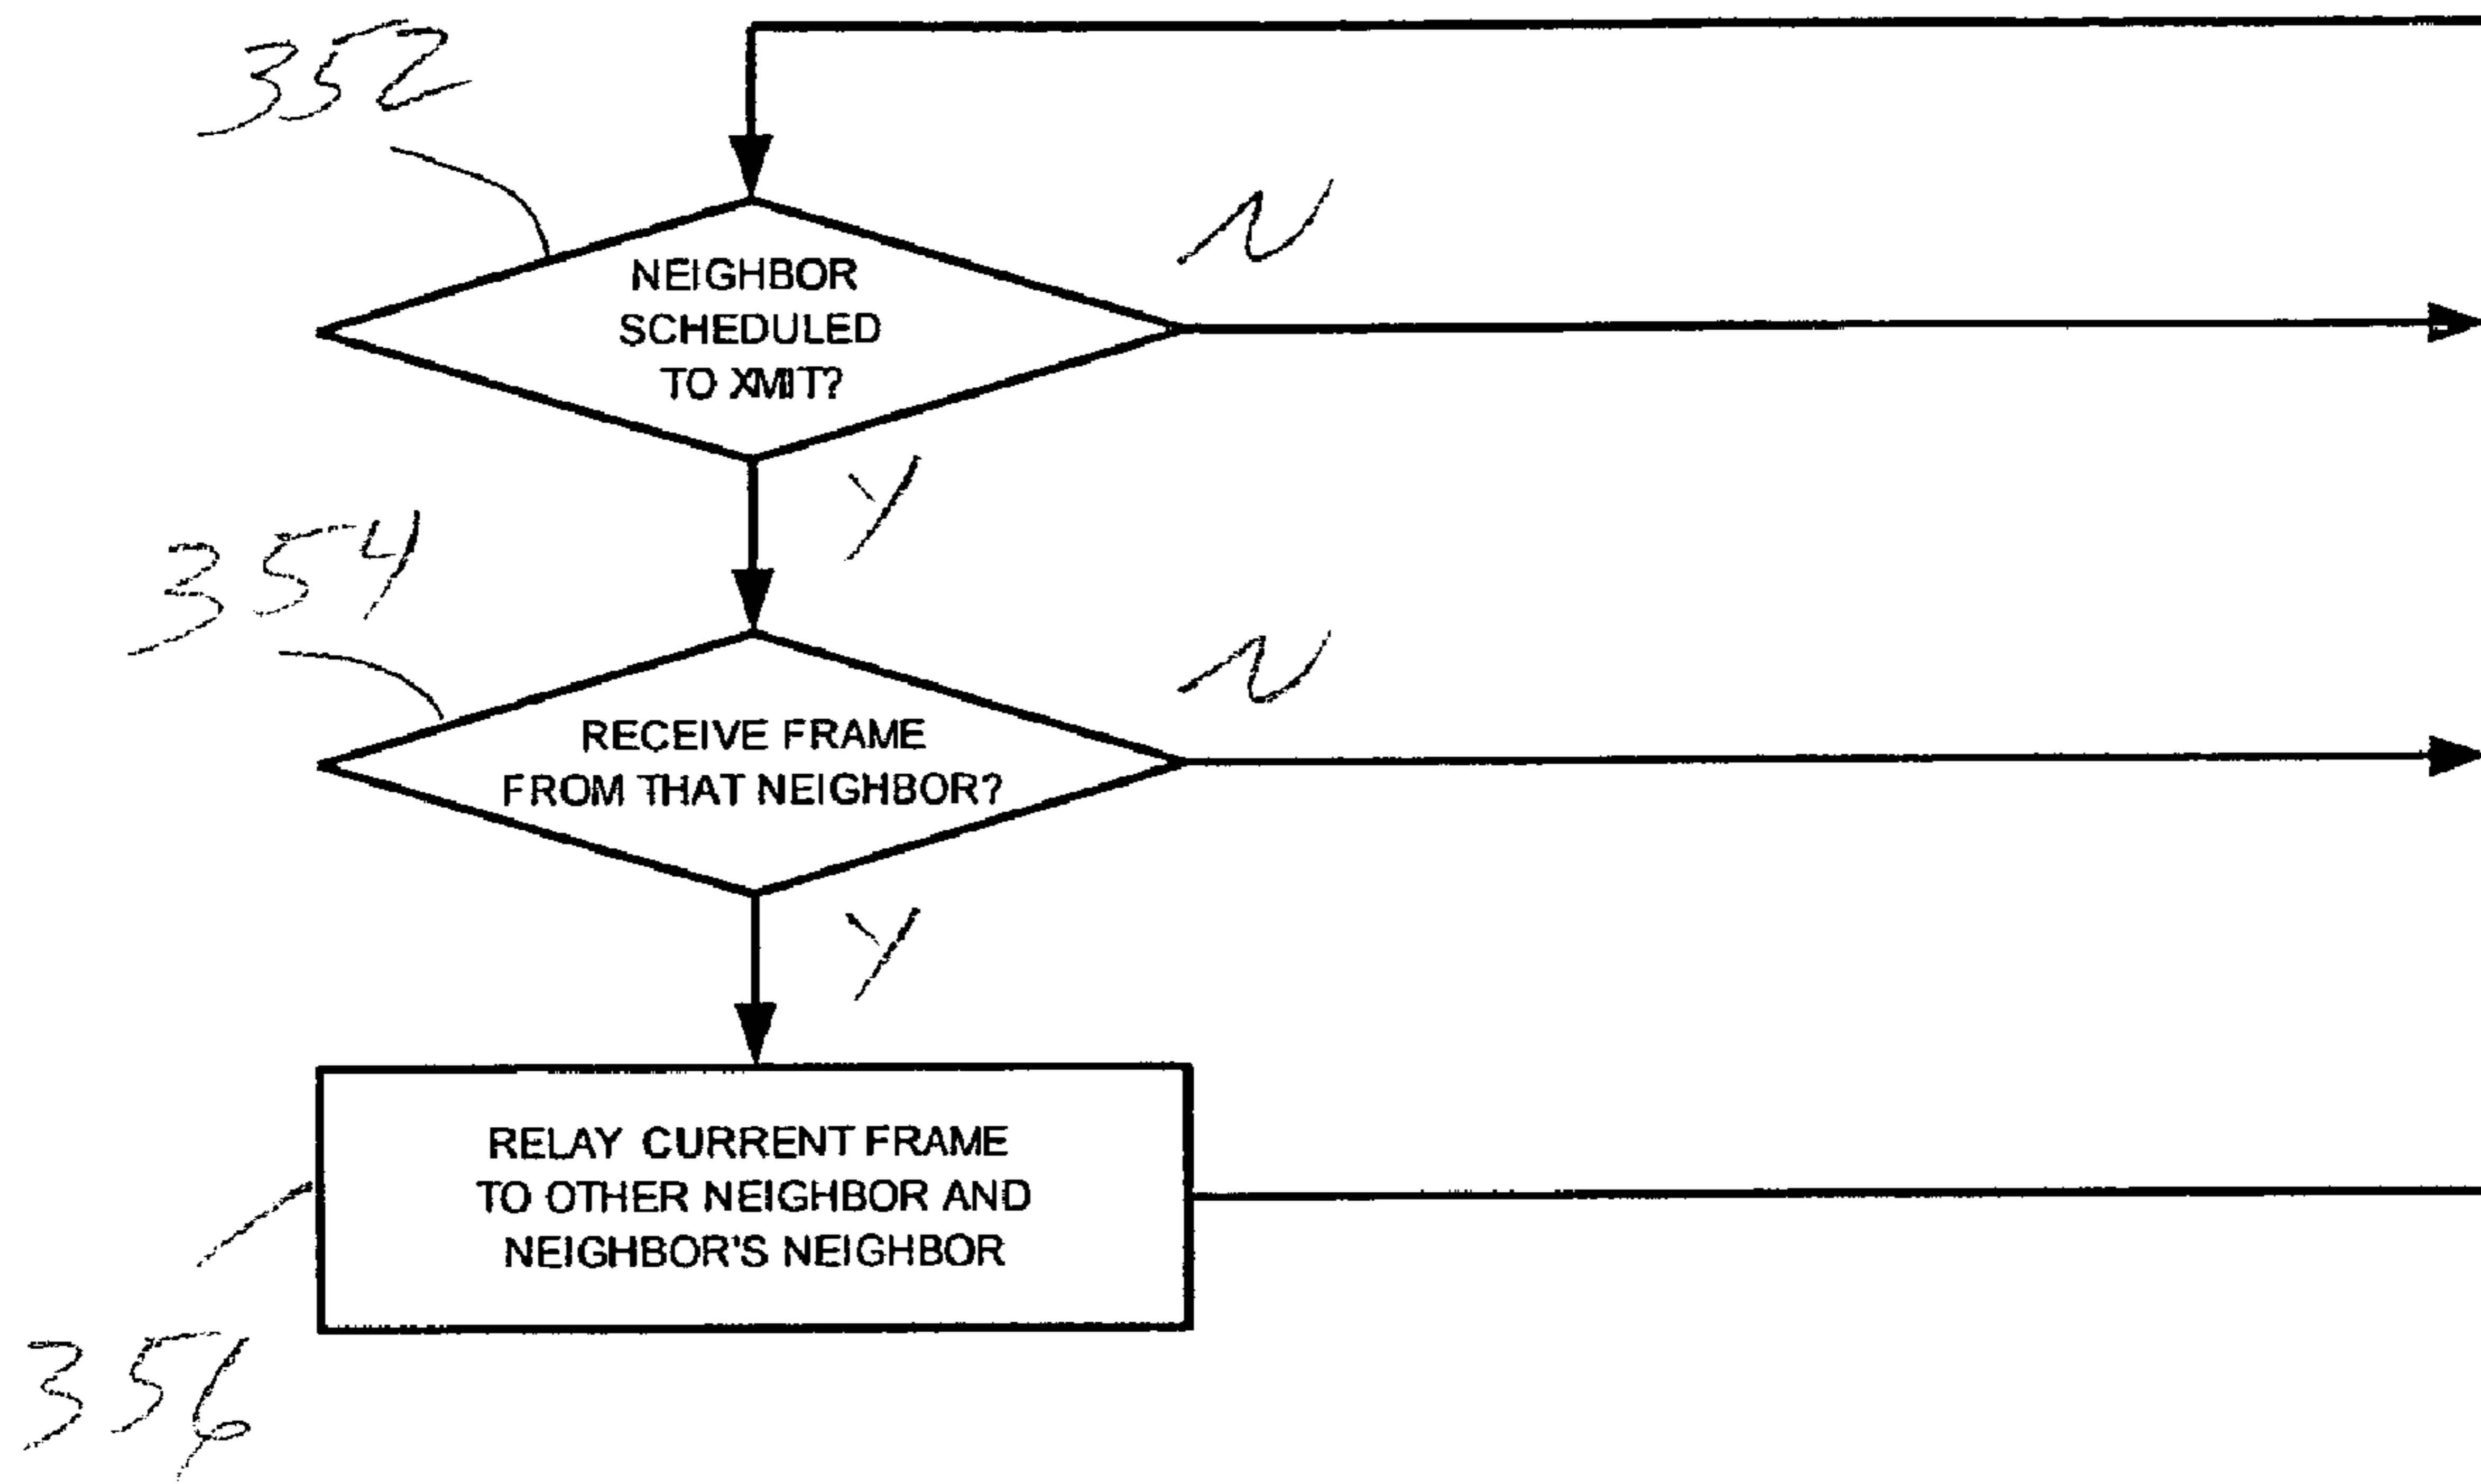 352
N
NEIGHBOR
SCHEDULED
TO XMIT?
Y
354
N
RECEIVE FRAME
FROM THAT NEIGHBOR?
Y
RELAY CURRENT FRAME
TO OTHER NEIGHBOR AND
NEIGHBOR'S NEIGHBOR
356